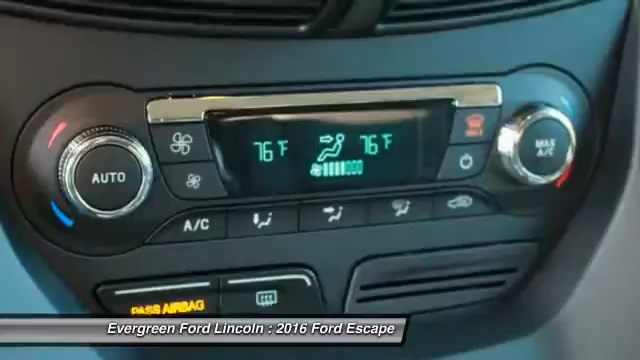 76°F 76°F
AUTO
MAX
A/C
A/C
PASS AIRBAG
Evergreen Ford Lincoln : 2016 Ford Escape